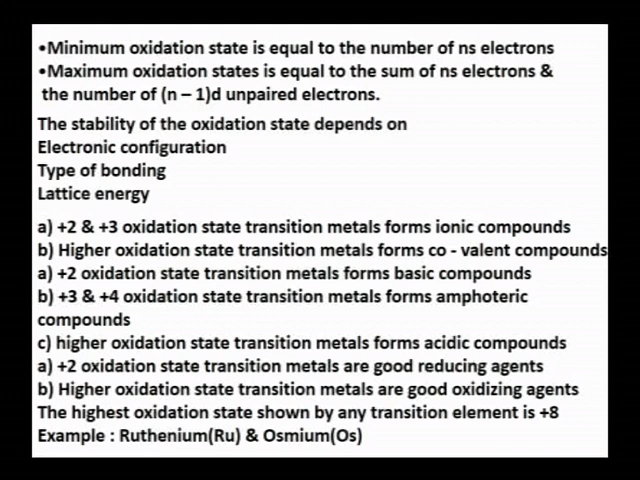 •Minimum oxidation state is equal to the number of ns electrons
•Maximum oxidation states is equal to the sum of ns electrons &
the number of (n – 1)d unpaired electrons.
The stability of the oxidation state depends on
Electronic configuration
Type of bonding
Lattice energy
a) +2 & +3 oxidation state transition metals forms ionic compounds
b) Higher oxidation state transition metals forms co - valent compounds
a) +2 oxidation state transition metals forms basic compounds
b) +3 & +4 oxidation state transition metals forms amphoteric
compounds
c) higher oxidation state transition metals forms acidic compounds
a) +2 oxidation state transition metals are good reducing agents
b) Higher oxidation state transition metals are good oxidizing agents
The highest oxidation state shown by any transition element is +8
Example : Ruthenium(Ru) & Osmium(Os)